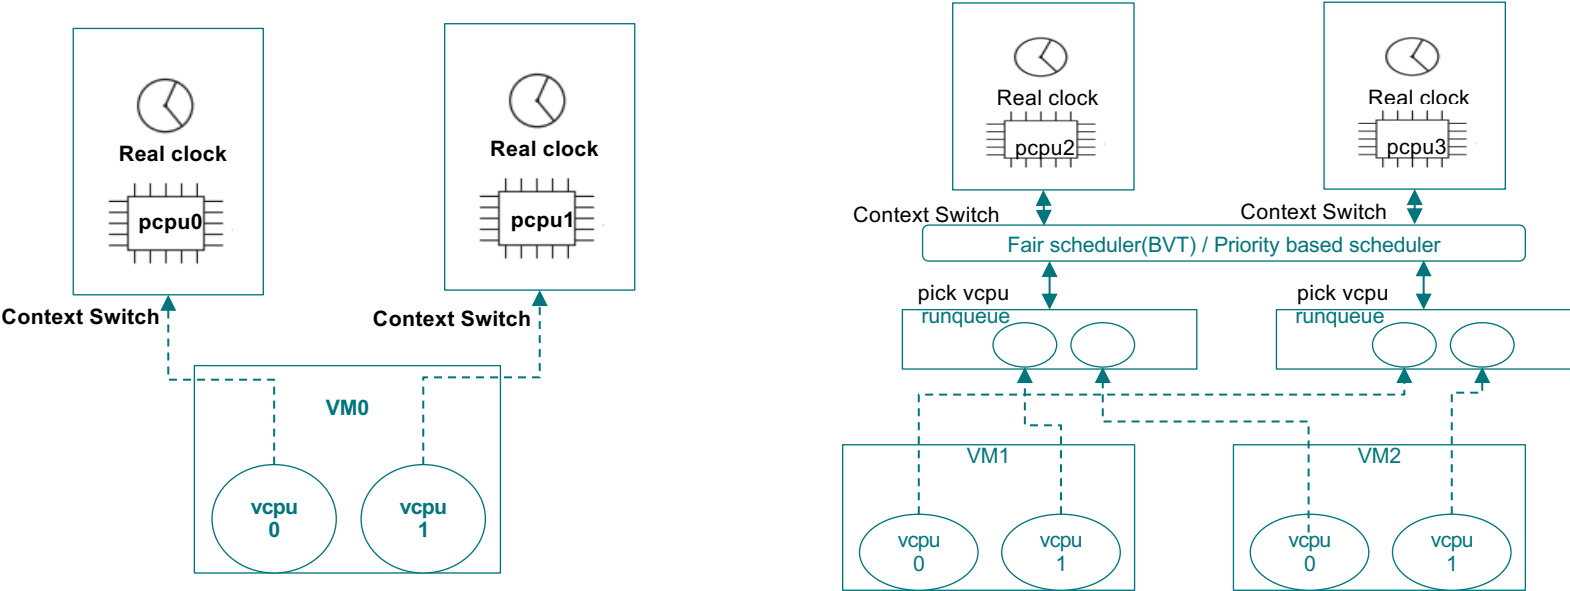 Real clock
pcpu0
Context Switch
Real clock
pcpu1
Context Switch
VM0
vcpu
0
vcpu
1
Real clock
pcpu2
Context Switch
Real clock
pcpu3
Context Switch
Fair scheduler(BVT) / Priority based scheduler
pick vcpu
runqueue
pick vcpu
runqueue
VM1
vcpu
0
vcpu
1
VM2
vcpu
0
vcpu
1